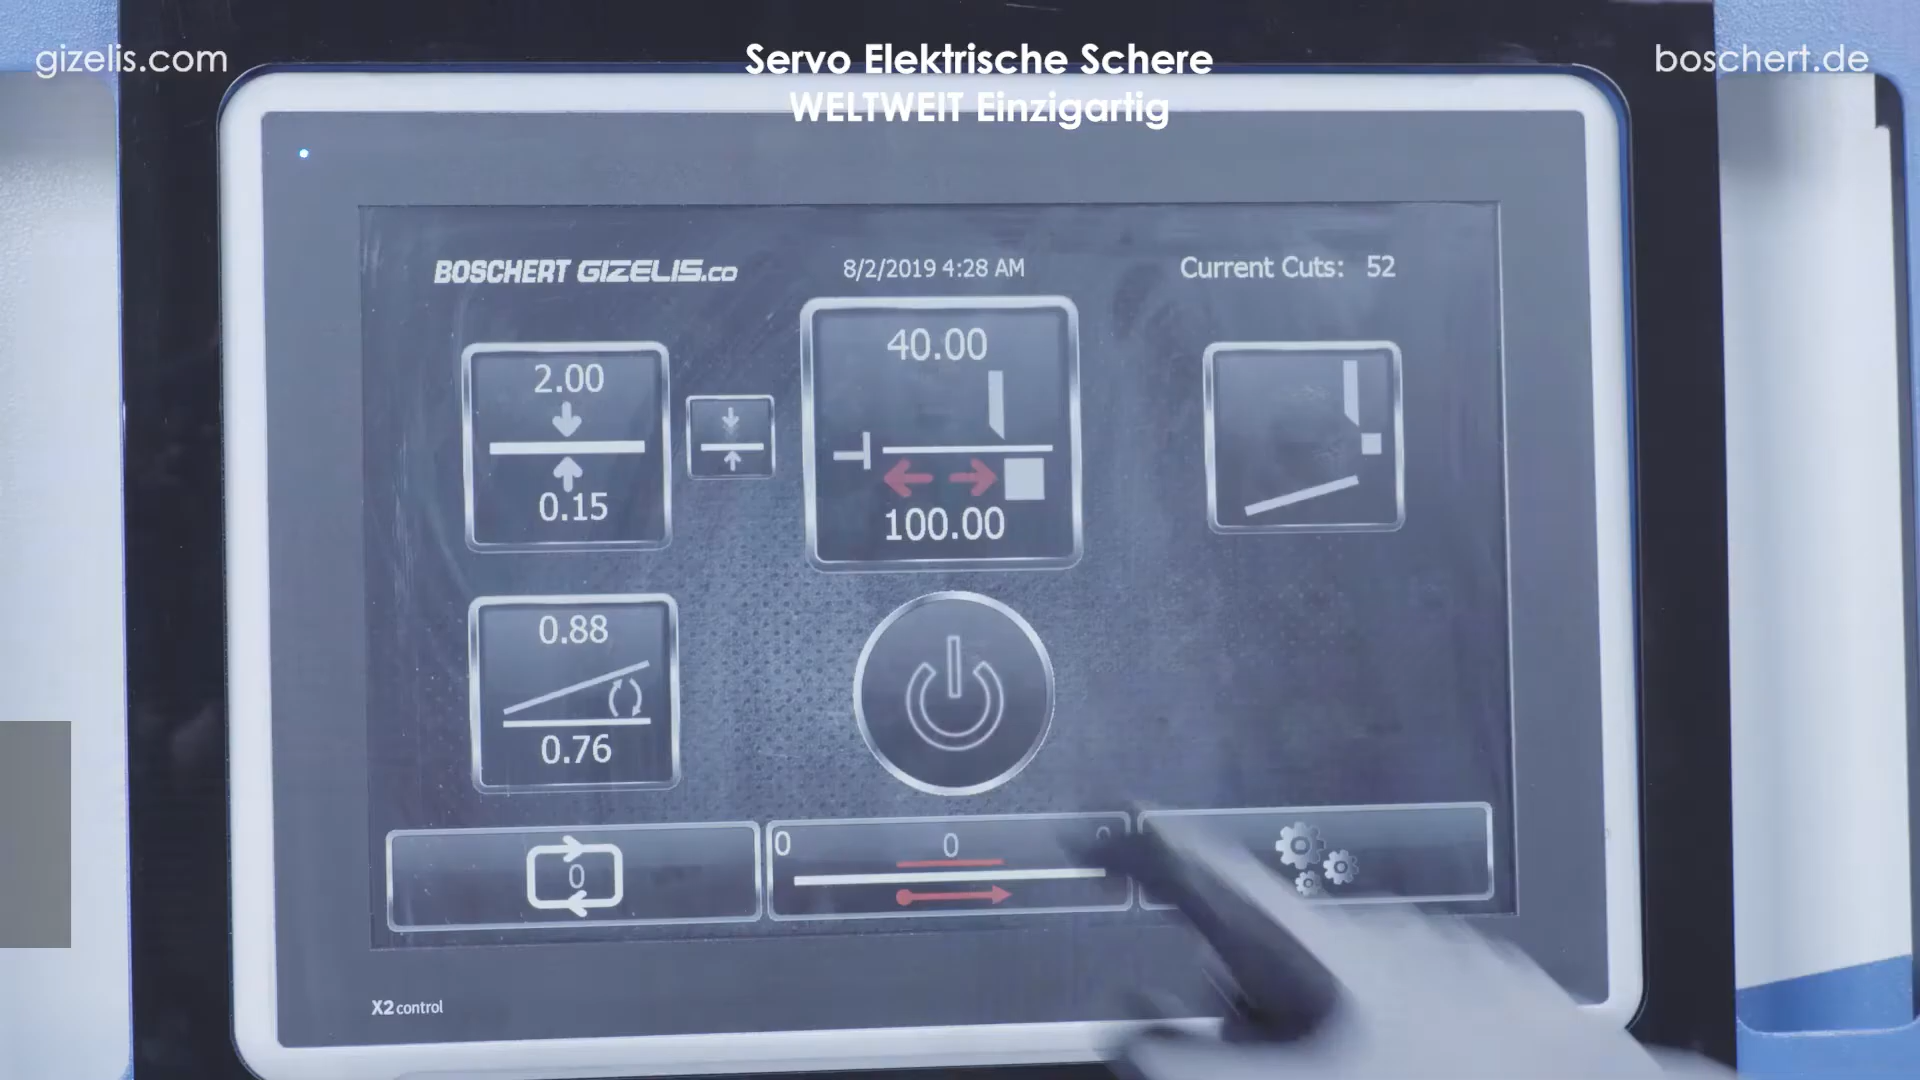 gizelis.com
Servo Elektrische Schere
WELTWEIT Einzigartig
boschert.de
BOSCHERT GIZELIS.CO
8/2/2019 4:28 AM
Current Cuts: 52
2.00
0.15
40.00
100.00
0.88
0.76
0
0
0
X2 control